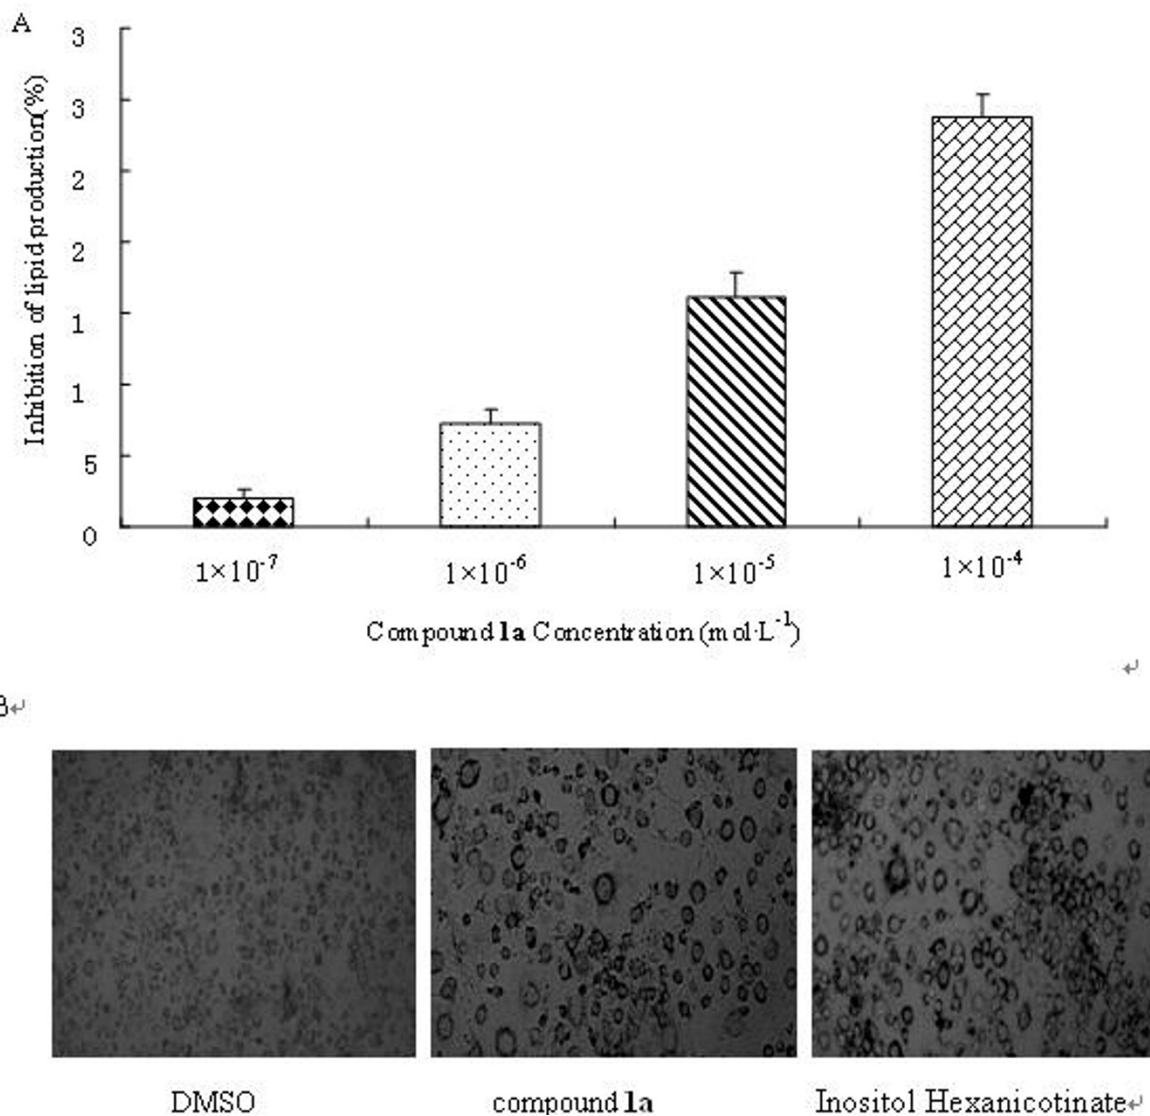 A
3
3
2
2
1
1
5
0
Inhibition of lipid production(%)
1×10⁻⁷ 1×10⁻⁶ 1×10⁻⁵ 1×10⁻⁴
Compound 1a Concentration (mol·L⁻¹)
B
DMSO compound 1a Inositol Hexanicotinate